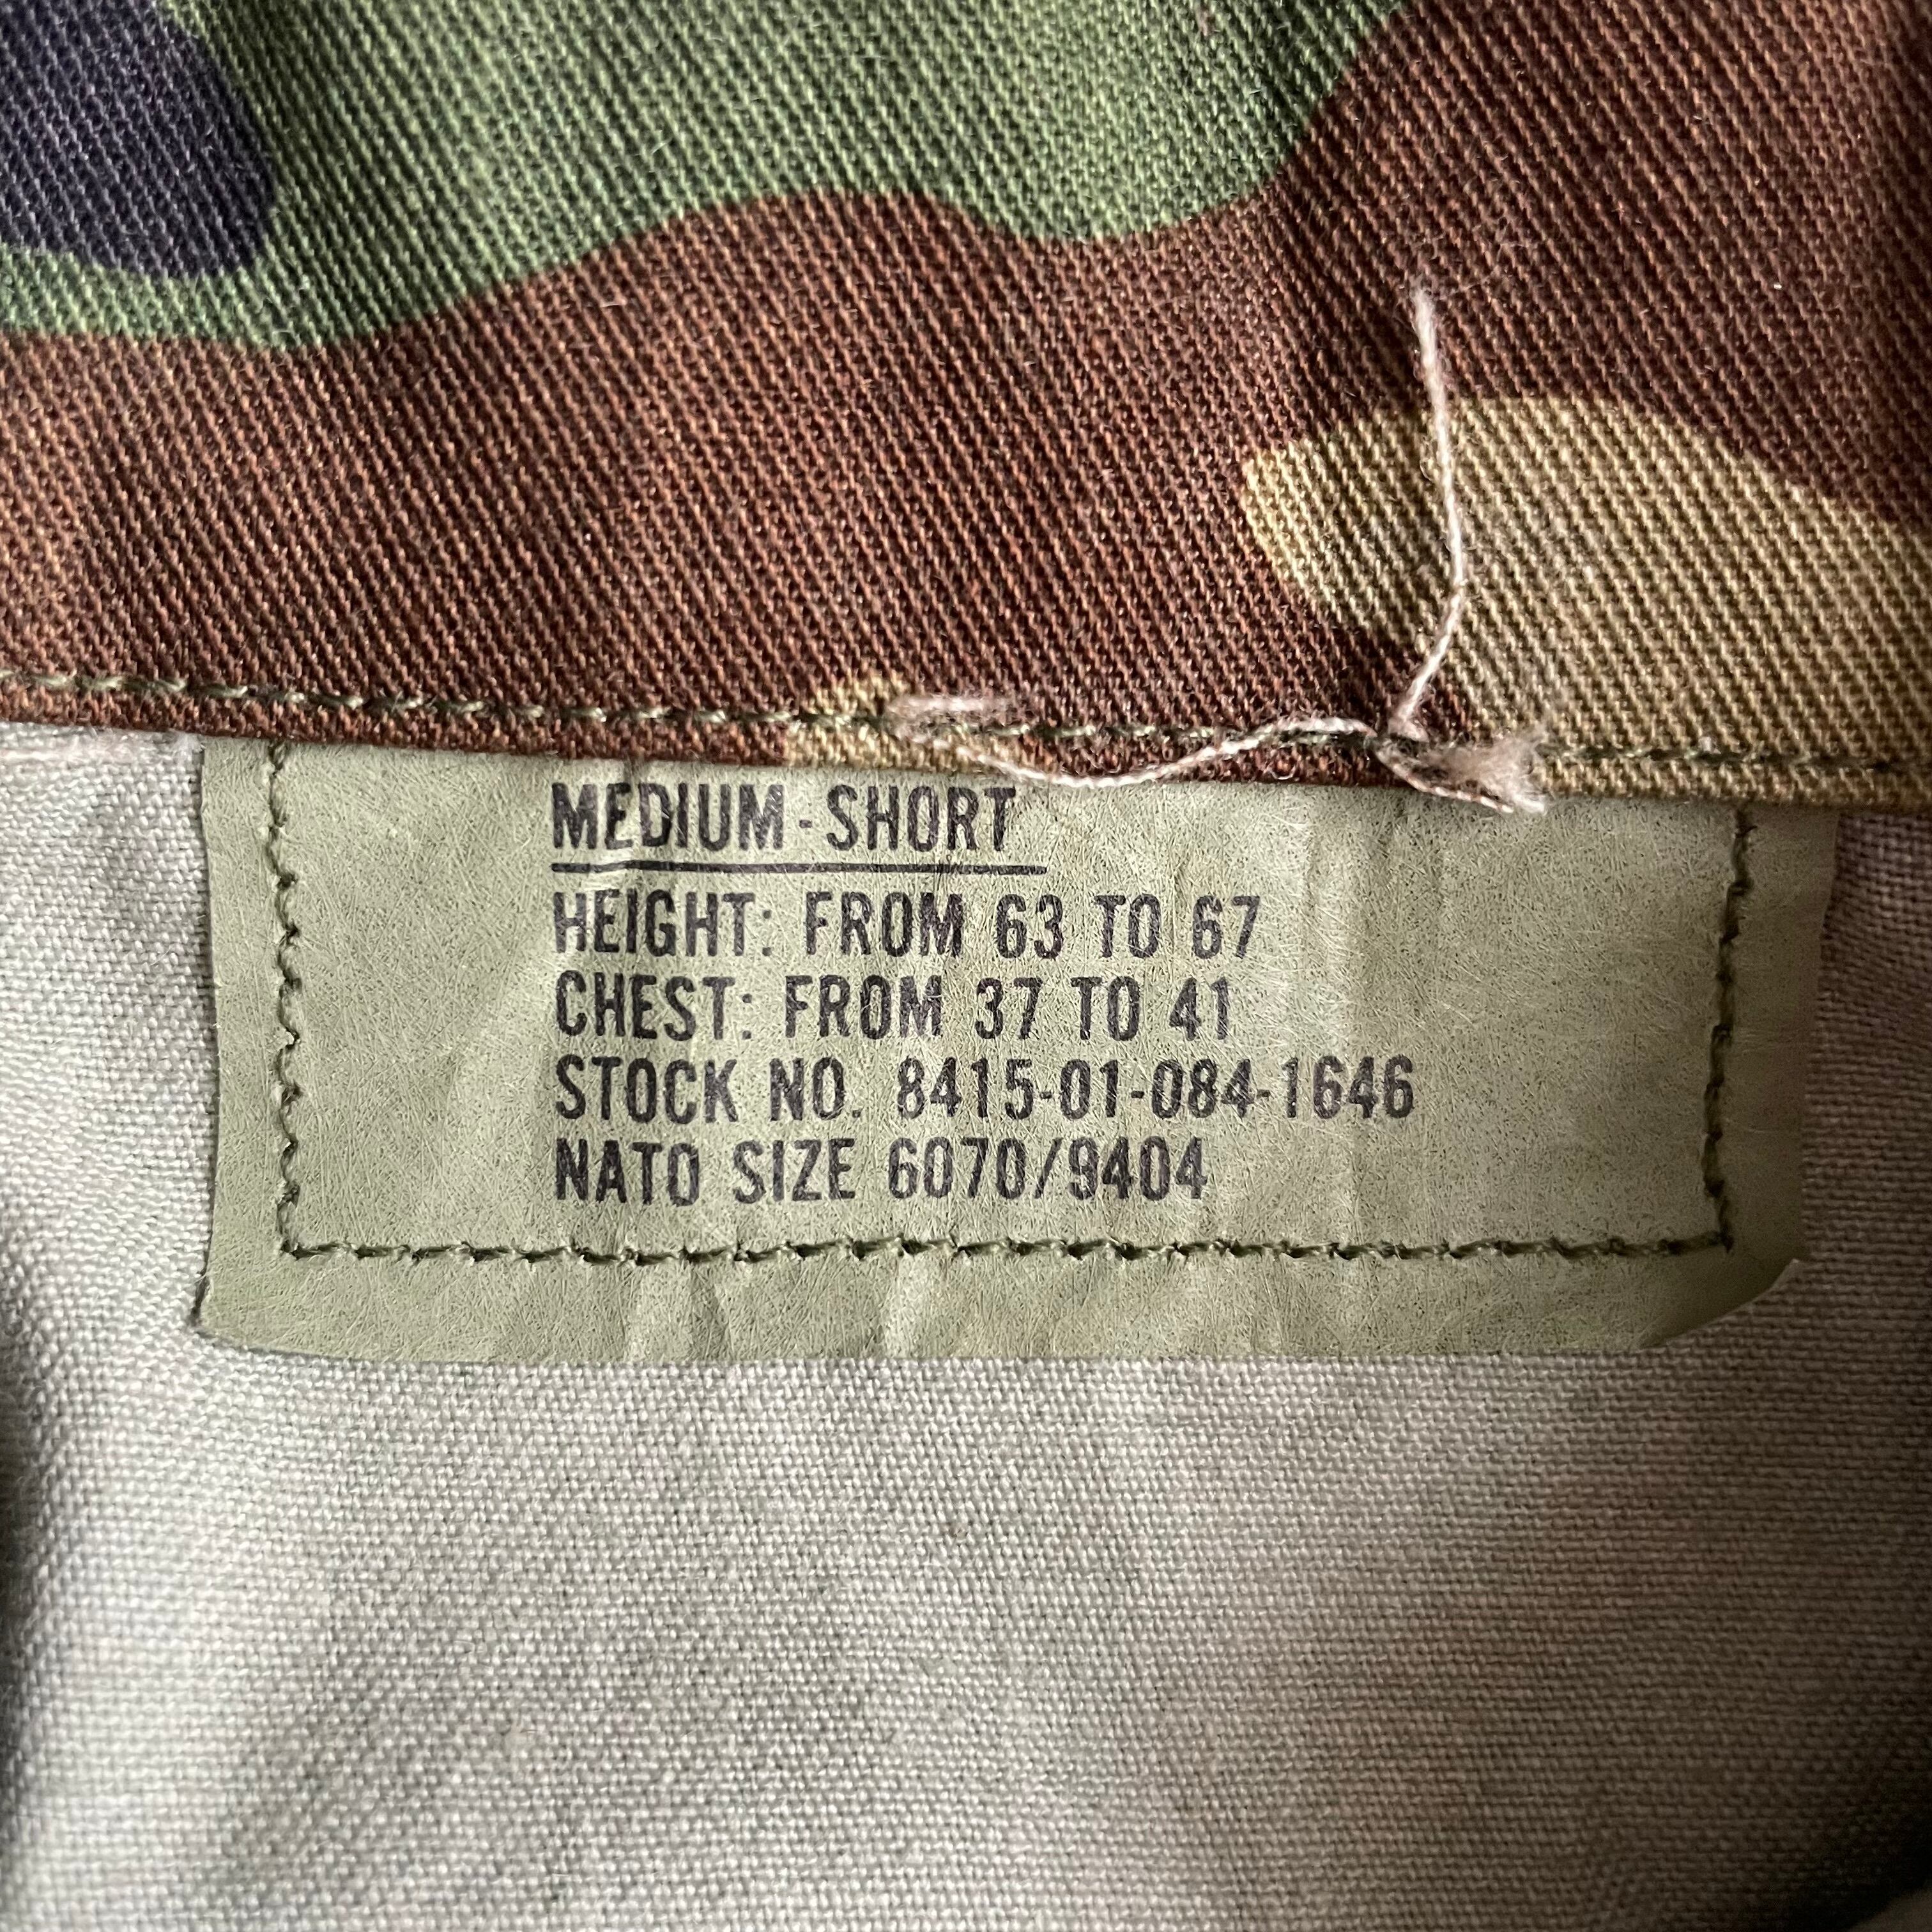 MEDIUM - SHORT
HEIGHT: FROM 63 TO 67
CHEST: FROM 37 TO 41
STOCK NO. 8415-01-084-1646
NATO SIZE 6070/9404